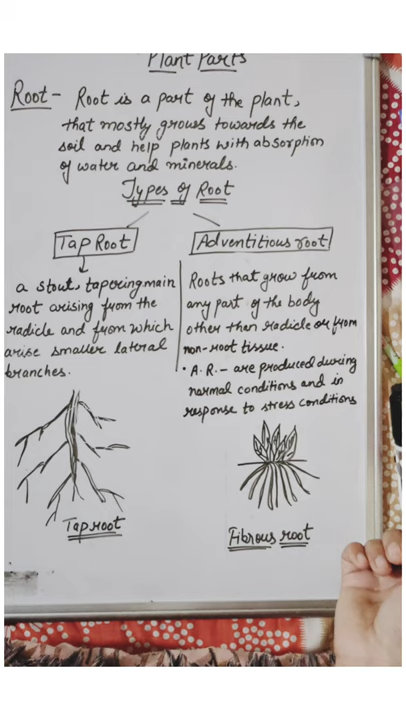 Plant Parts
Root - Root is a part of the plant,
that mostly grows towards the
soil and help plants with absorption
of water and minerals.
Types of Root
Tap Root
a stout, tapering main
root arising from the
radicle and from which
arise smaller lateral
branches.
Adventitious root
Roots that grow from
any part of the body
other than radicle or from
non-root tissue.
• A.R.- are produced during
normal conditions and in
response to stress conditions
Tap root
Fibrous root